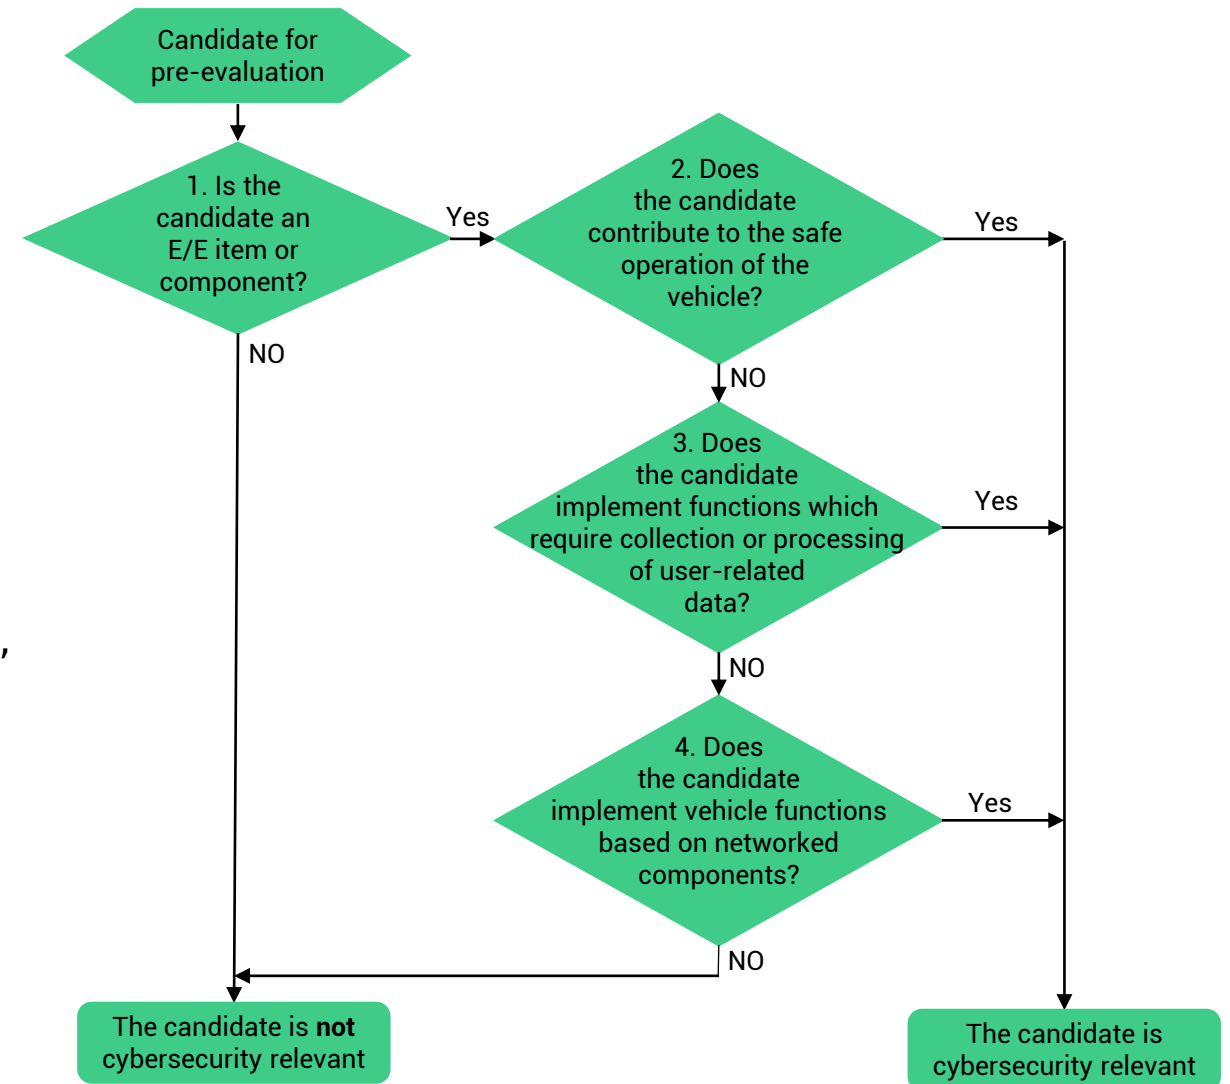 Candidate for
pre-evaluation
1. Is the
candidate an
E/E item or
component?
Yes
NO
2. Does
the candidate
contribute to the safe
operation of the
vehicle?
Yes
NO
3. Does
the candidate
implement functions which
require collection or processing
of user-related
data?
Yes
NO
,
4. Does
the candidate
implement vehicle functions
based on networked
components?
Yes
NO
The candidate is not
cybersecurity relevant
The candidate is
cybersecurity relevant